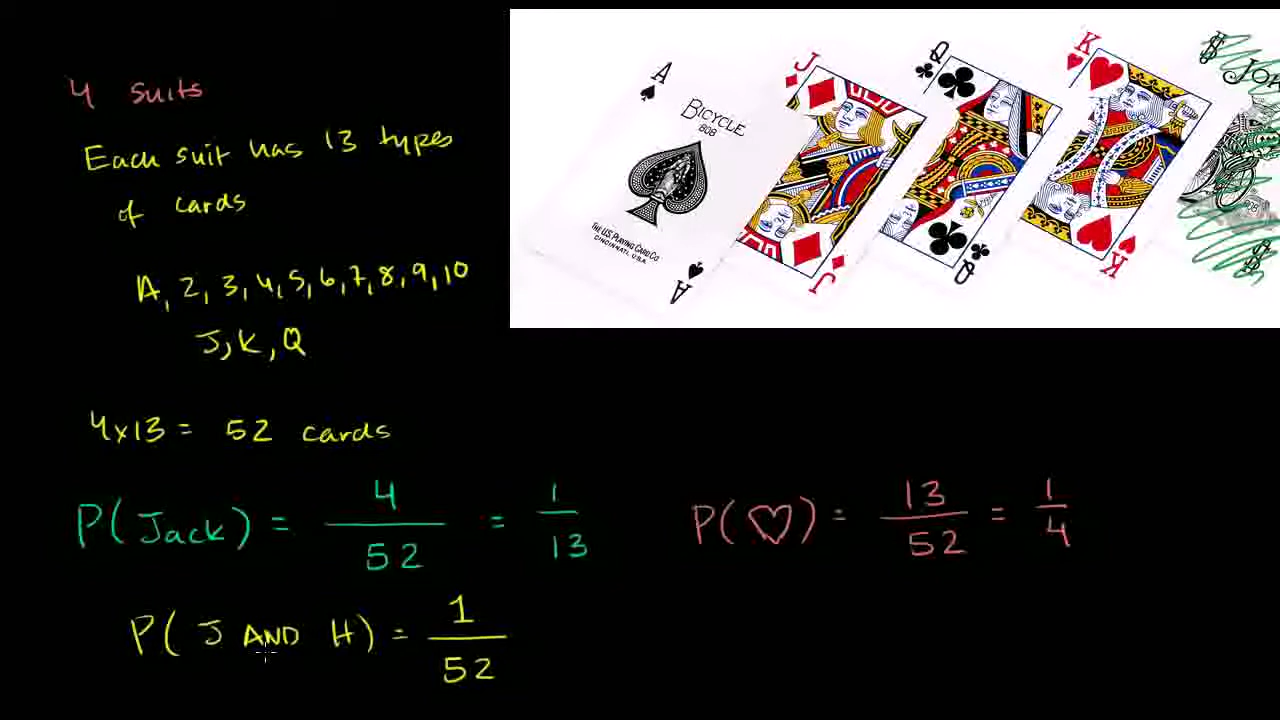 4 suits
Each suit has 13 types
of cards
A, 2, 3, 4, 5, 6, 7, 8, 9, 10
J, K, Q
4x13 = 52 cards
P(Jack) = 4/52 = 1/13
P(♡) = 13/52 = 1/4
P(J AND H) = 1/52
A
BICYCLE
808
THE U.S. PLAYING CARD CO
CINCINNATI, U.S.A.
A
J
J
Q
Q
K
K
$
JOK
808
$